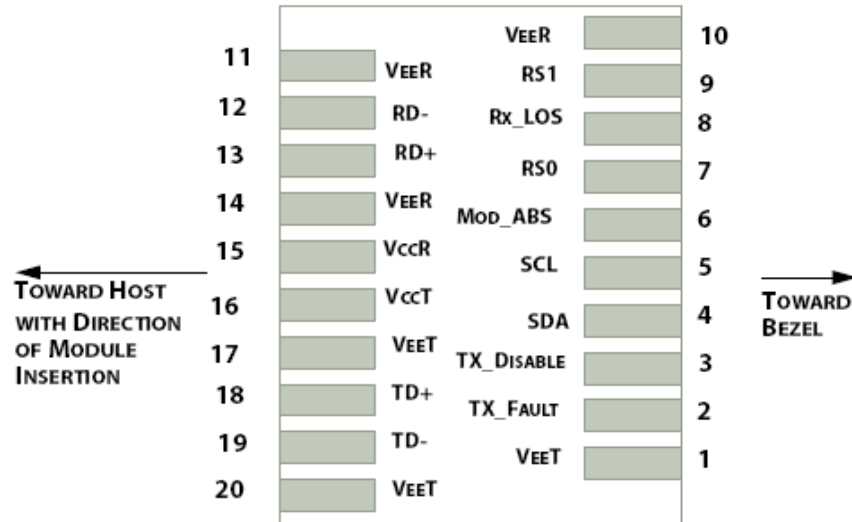 11 VEER
12 RD-
13 RD+
14 VEER
15 VCCR
16 VCCT
17 VEET
18 TD+
19 TD-
20 VEET
VEER 10
RS1 9
RX_LOS 8
RS0 7
MOD_ABS 6
SCL 5
SDA 4
TX_DISABLE 3
TX_FAULT 2
VEET 1
TOWARD HOST
WITH DIRECTION
OF MODULE
INSERTION
TOWARD
BEZEL